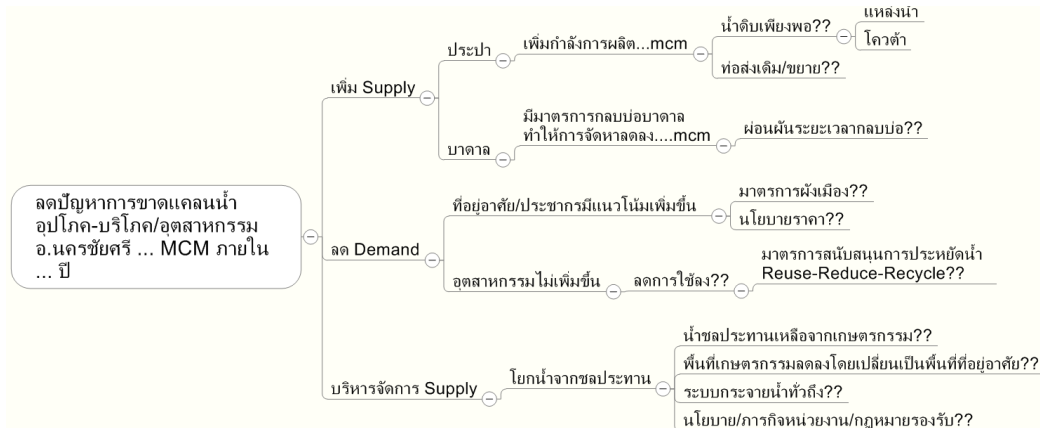 ลดปัญหาการขาดแคลนน้ำ
อุปโภค-บริโภค/อุตสาหกรรม
อ.นครชัยศรี ... MCM ภายใน
... ปี
เพิ่ม Supply
ประปา
เพิ่มกำลังการผลิต...mcm
น้ำดิบเพียงพอ??
แหล่งน้ำ
โควต้า
ท่อส่งเดิม/ขยาย??
บาดาล
มีมาตรการกลบบ่อบาดาล
ทำให้การจัดหาลดลง....mcm
ผ่อนผันระยะเวลากลบบ่อ??
ลด Demand
ที่อยู่อาศัย/ประชากรมีแนวโน้มเพิ่มขึ้น
มาตรการผังเมือง??
นโยบายราคา??
อุตสาหกรรมไม่เพิ่มขึ้น
ลดการใช้ลง??
มาตรการสนับสนุนการประหยัดน้ำ
Reuse-Reduce-Recycle??
บริหารจัดการ Supply
โยกน้ำจากชลประทาน
น้ำชลประทานเหลือจากเกษตรกรรม??
พื้นที่เกษตรกรรมลดลงโดยเปลี่ยนเป็นพื้นที่ที่อยู่อาศัย??
ระบบกระจายน้ำทั่วถึง??
นโยบาย/ภารกิจหน่วยงาน/กฎหมายรองรับ??